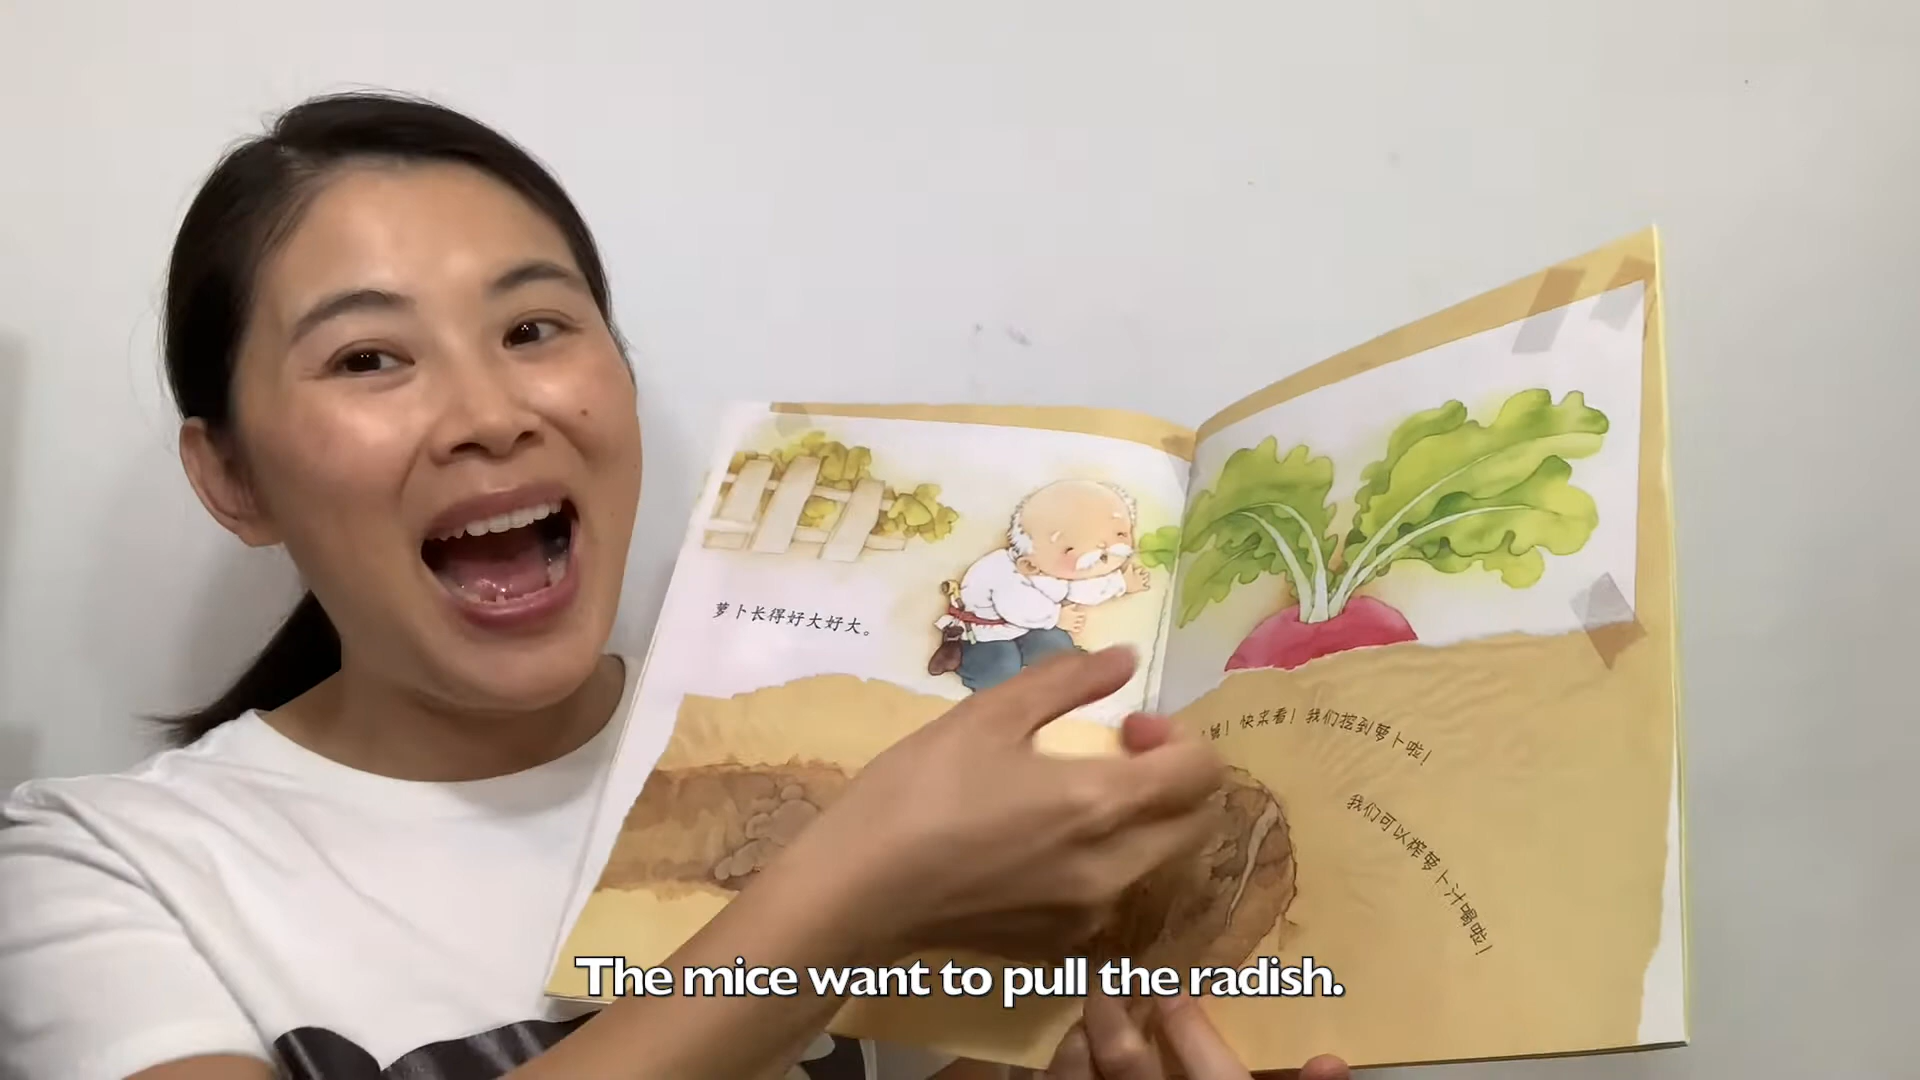 萝卜长得好大好大。
快来看！我们挖到萝卜啦！
我们可以榨萝卜汁喝啦！
The mice want to pull the radish.